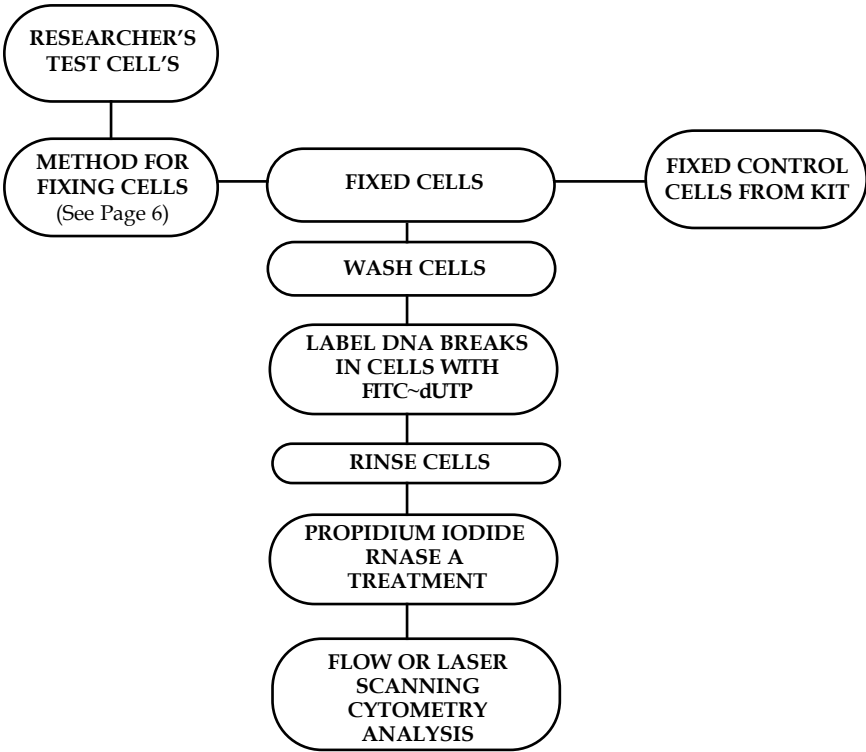 RESEARCHER'S
TEST CELL'S
METHOD FOR
FIXING CELLS
(See Page 6)
FIXED CELLS
FIXED CONTROL
CELLS FROM KIT
WASH CELLS
LABEL DNA BREAKS
IN CELLS WITH
FITC~dUTP
RINSE CELLS
PROPIDIUM IODIDE
RNASE A
TREATMENT
FLOW OR LASER
SCANNING
CYTOMETRY
ANALYSIS